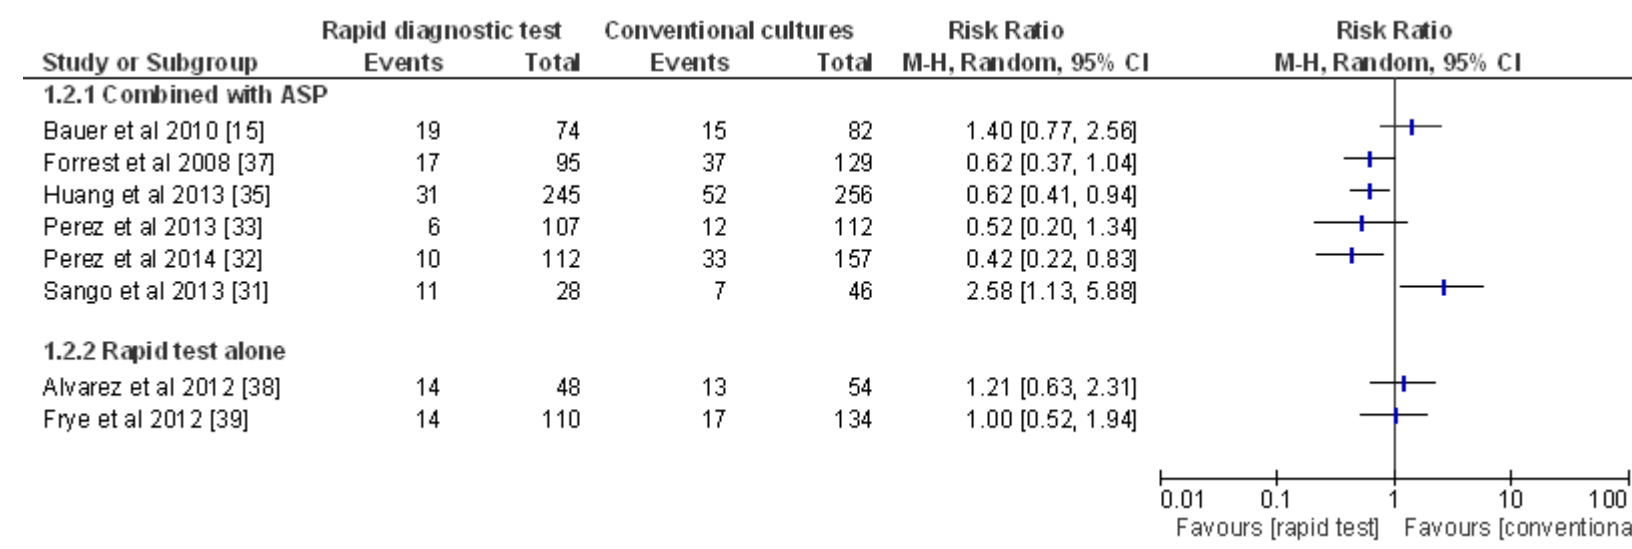 Rapid diagnostic test Conventional cultures Risk Ratio Risk Ratio
Study or Subgroup Events Total Events Total M-H, Random, 95% CI M-H, Random, 95% CI
1.2.1 Combined with ASP
Bauer et al 2010 [15] 19 74 15 82 1.40 [0.77, 2.56]
Forrest et al 2008 [37] 17 95 37 129 0.62 [0.37, 1.04]
Huang et al 2013 [35] 31 245 52 256 0.62 [0.41, 0.94]
Perez et al 2013 [33] 6 107 12 112 0.52 [0.20, 1.34]
Perez et al 2014 [32] 10 112 33 157 0.42 [0.22, 0.83]
Sango et al 2013 [31] 11 28 7 46 2.58 [1.13, 5.88]
1.2.2 Rapid test alone
Alvarez et al 2012 [38] 14 48 13 54 1.21 [0.63, 2.31]
Frye et al 2012 [39] 14 110 17 134 1.00 [0.52, 1.94]
0.01 0.1 1 10 100
Favours [rapid test] Favours [conventiona